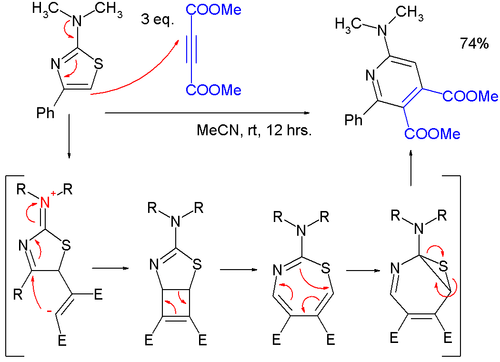 H₃C CH₃
N
N S
Ph
3 eq.
COOMe
COOMe
MeCN, rt, 12 hrs.
74%
H₃C CH₃
N
N
Ph
COOMe
COOMe
R N⁺ R
N S
R
E
-
E
R N R
N S
E E
R N R
N S
E E
R N R
N S
E E